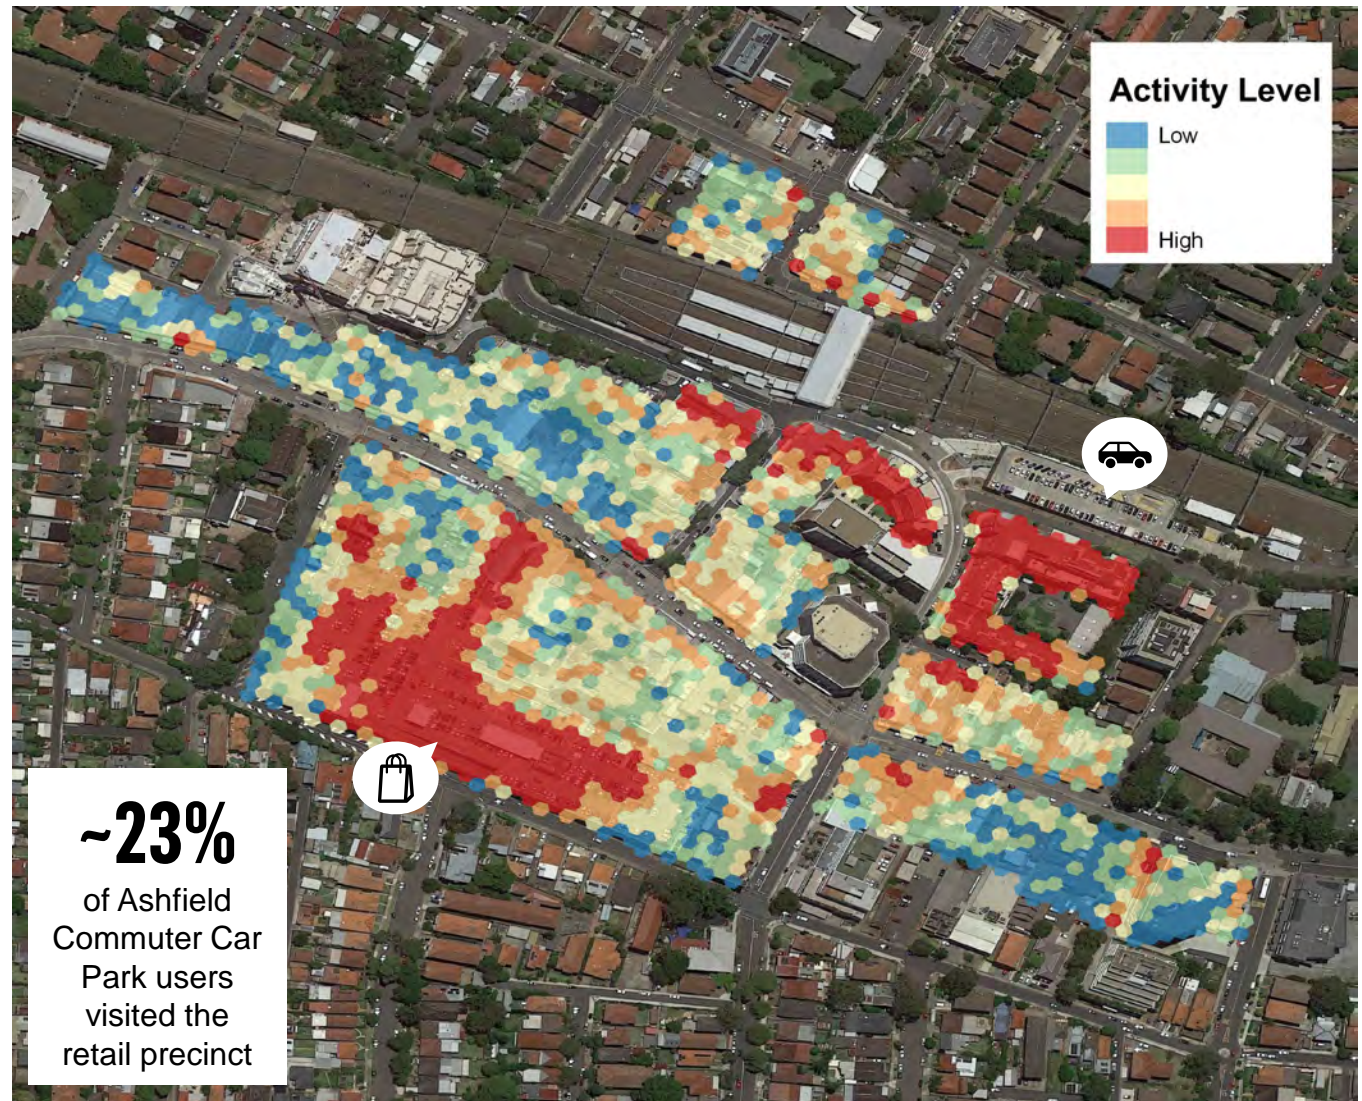 Activity Level
Low
High
~23%
of Ashfield
Commuter Car
Park users
visited the
retail precinct